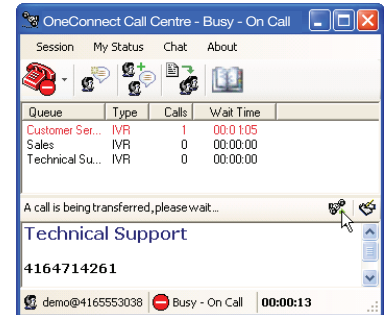 OneConnect Call Centre - Busy - On Call
Session My Status Chat About
Queue Type Calls Wait Time
Customer Ser... IVR 1 00:01:05
Sales IVR 0 00:00:00
Technical Su... IVR 0 00:00:00
A call is being transferred, please wait...
Technical Support
4164714261
demo@4165553038 Busy - On Call 00:00:13